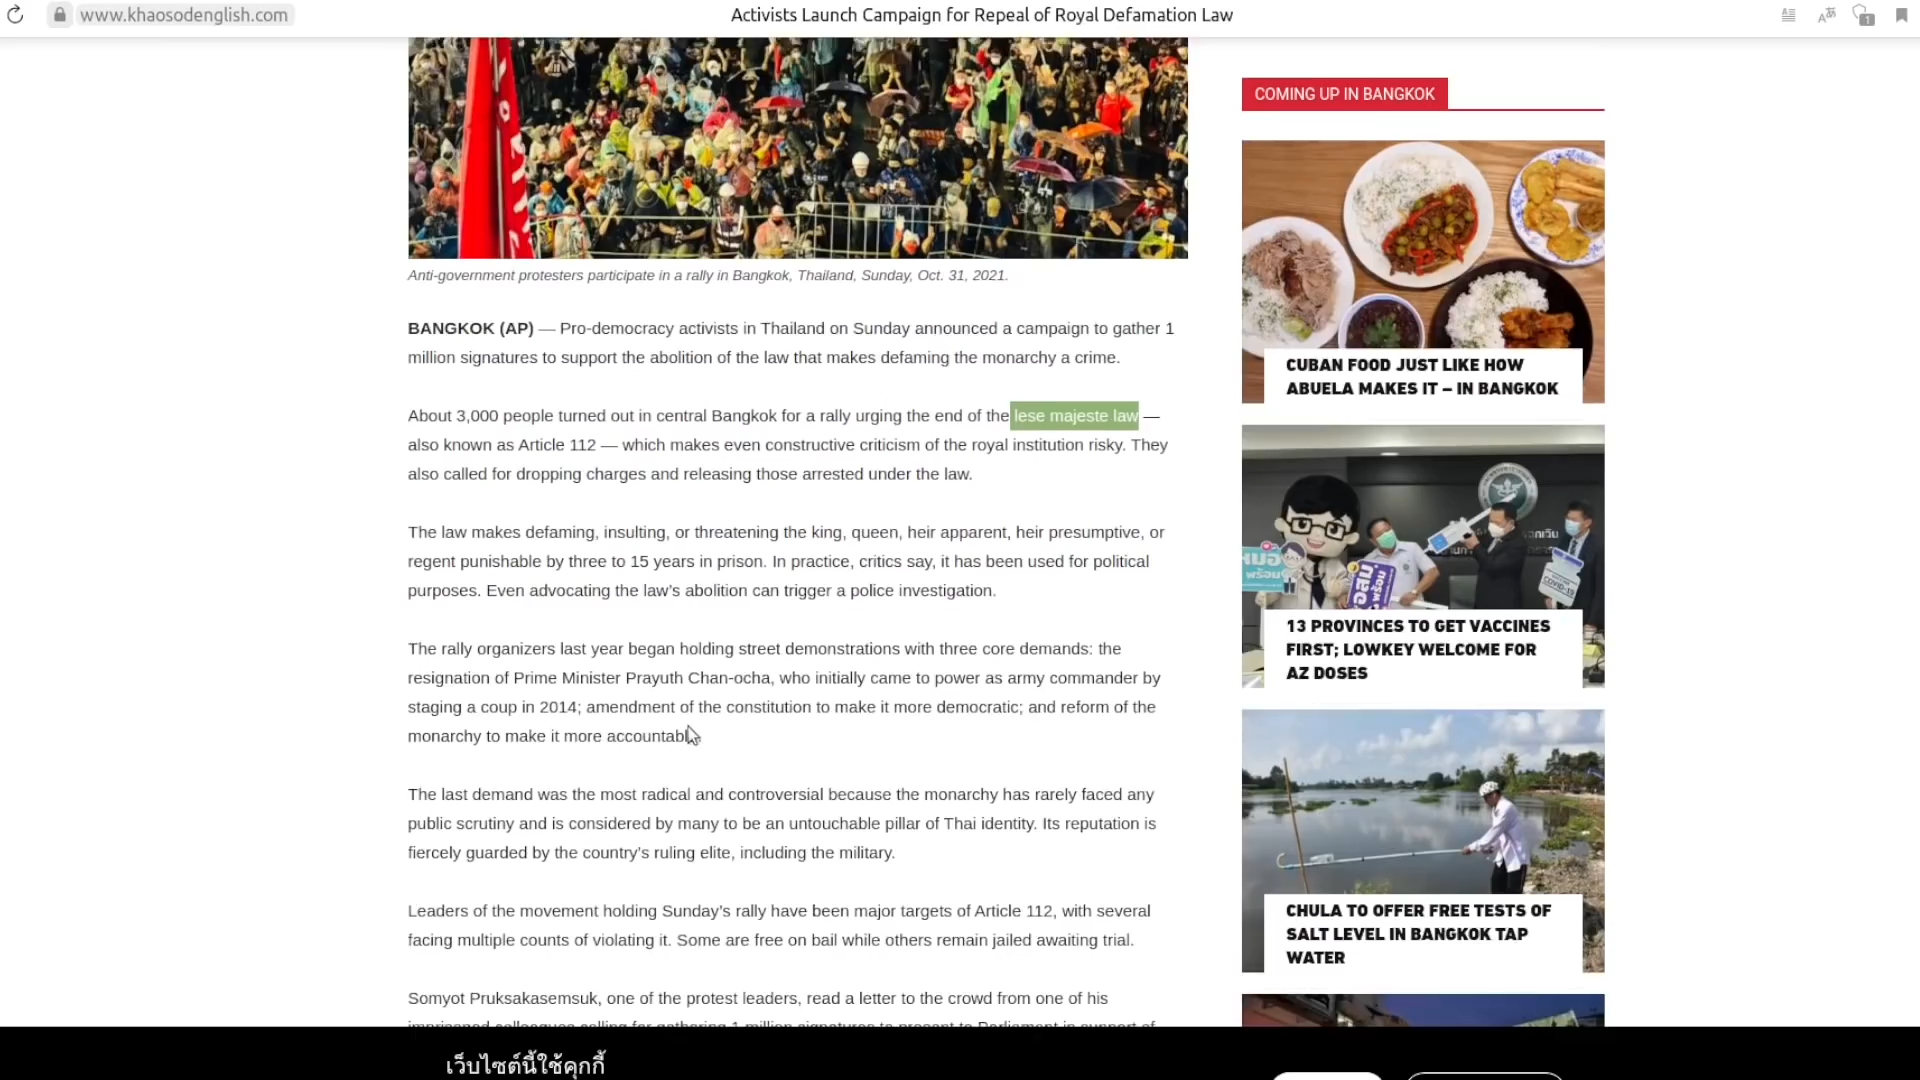 www.khaosodenglish.com
Activists Launch Campaign for Repeal of Royal Defamation Law
1
Anti-government protesters participate in a rally in Bangkok, Thailand, Sunday, Oct. 31, 2021.
BANGKOK (AP) — Pro-democracy activists in Thailand on Sunday announced a campaign to gather 1
million signatures to support the abolition of the law that makes defaming the monarchy a crime.
About 3,000 people turned out in central Bangkok for a rally urging the end of the lese majeste law —
also known as Article 112 — which makes even constructive criticism of the royal institution risky. They
also called for dropping charges and releasing those arrested under the law.
The law makes defaming, insulting, or threatening the king, queen, heir apparent, heir presumptive, or
regent punishable by three to 15 years in prison. In practice, critics say, it has been used for political
purposes. Even advocating the law’s abolition can trigger a police investigation.
The rally organizers last year began holding street demonstrations with three core demands: the
resignation of Prime Minister Prayuth Chan-ocha, who initially came to power as army commander by
staging a coup in 2014; amendment of the constitution to make it more democratic; and reform of the
monarchy to make it more
The last demand was the most radical and controversial because the monarchy has rarely faced any
public scrutiny and is considered by many to be an untouchable pillar of Thai identity. Its reputation is
fiercely guarded by the country’s ruling elite, including the military.
Leaders of the movement holding Sunday’s rally have been major targets of Article 112, with several
facing multiple counts of violating it. Some are free on bail while others remain jailed awaiting trial.
Somyot Pruksakasemsuk, one of the protest leaders, read a letter to the crowd from one of his
COMING UP IN BANGKOK
CUBAN FOOD JUST LIKE HOW
ABUELA MAKES IT – IN BANGKOK
หมอ
พร้อม
COVID-19
13 PROVINCES TO GET VACCINES
FIRST; LOWKEY WELCOME FOR
AZ DOSES
CHULA TO OFFER FREE TESTS OF
SALT LEVEL IN BANGKOK TAP
WATER
เว็บไซต์นี้ใช้คุกกี้